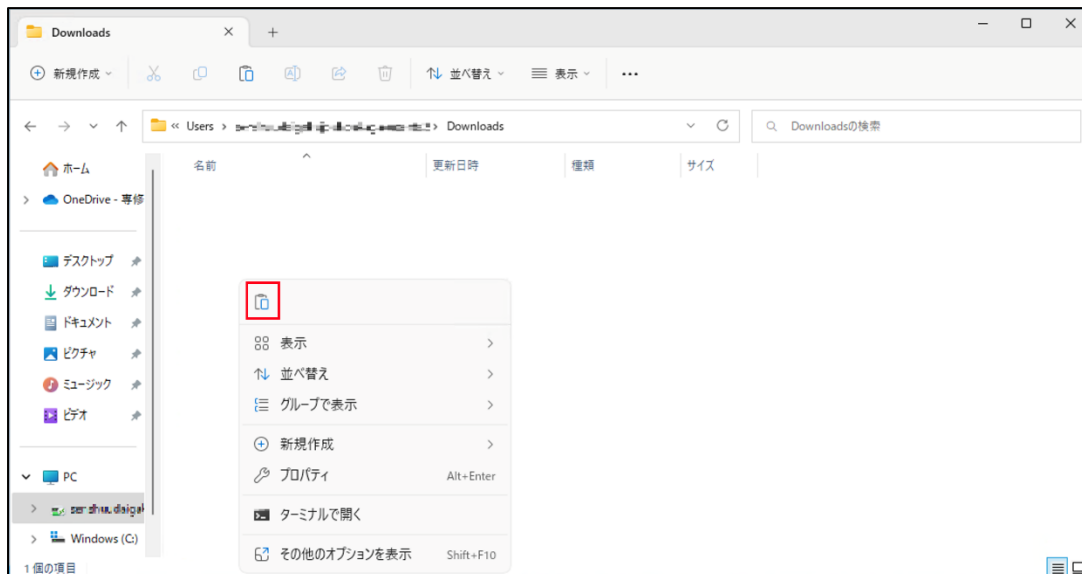 Downloads
新規作成
並べ替え
表示
« Users › › Downloads
Downloadsの検索
名前
更新日時
種類
サイズ
ホーム
OneDrive - 専修
デスクトップ
ダウンロード
ドキュメント
ピクチャ
ミュージック
ビデオ
PC
Windows (C:)
1 個の項目
表示
並べ替え
グループで表示
新規作成
プロパティ Alt+Enter
ターミナルで開く
その他のオプションを表示 Shift+F10